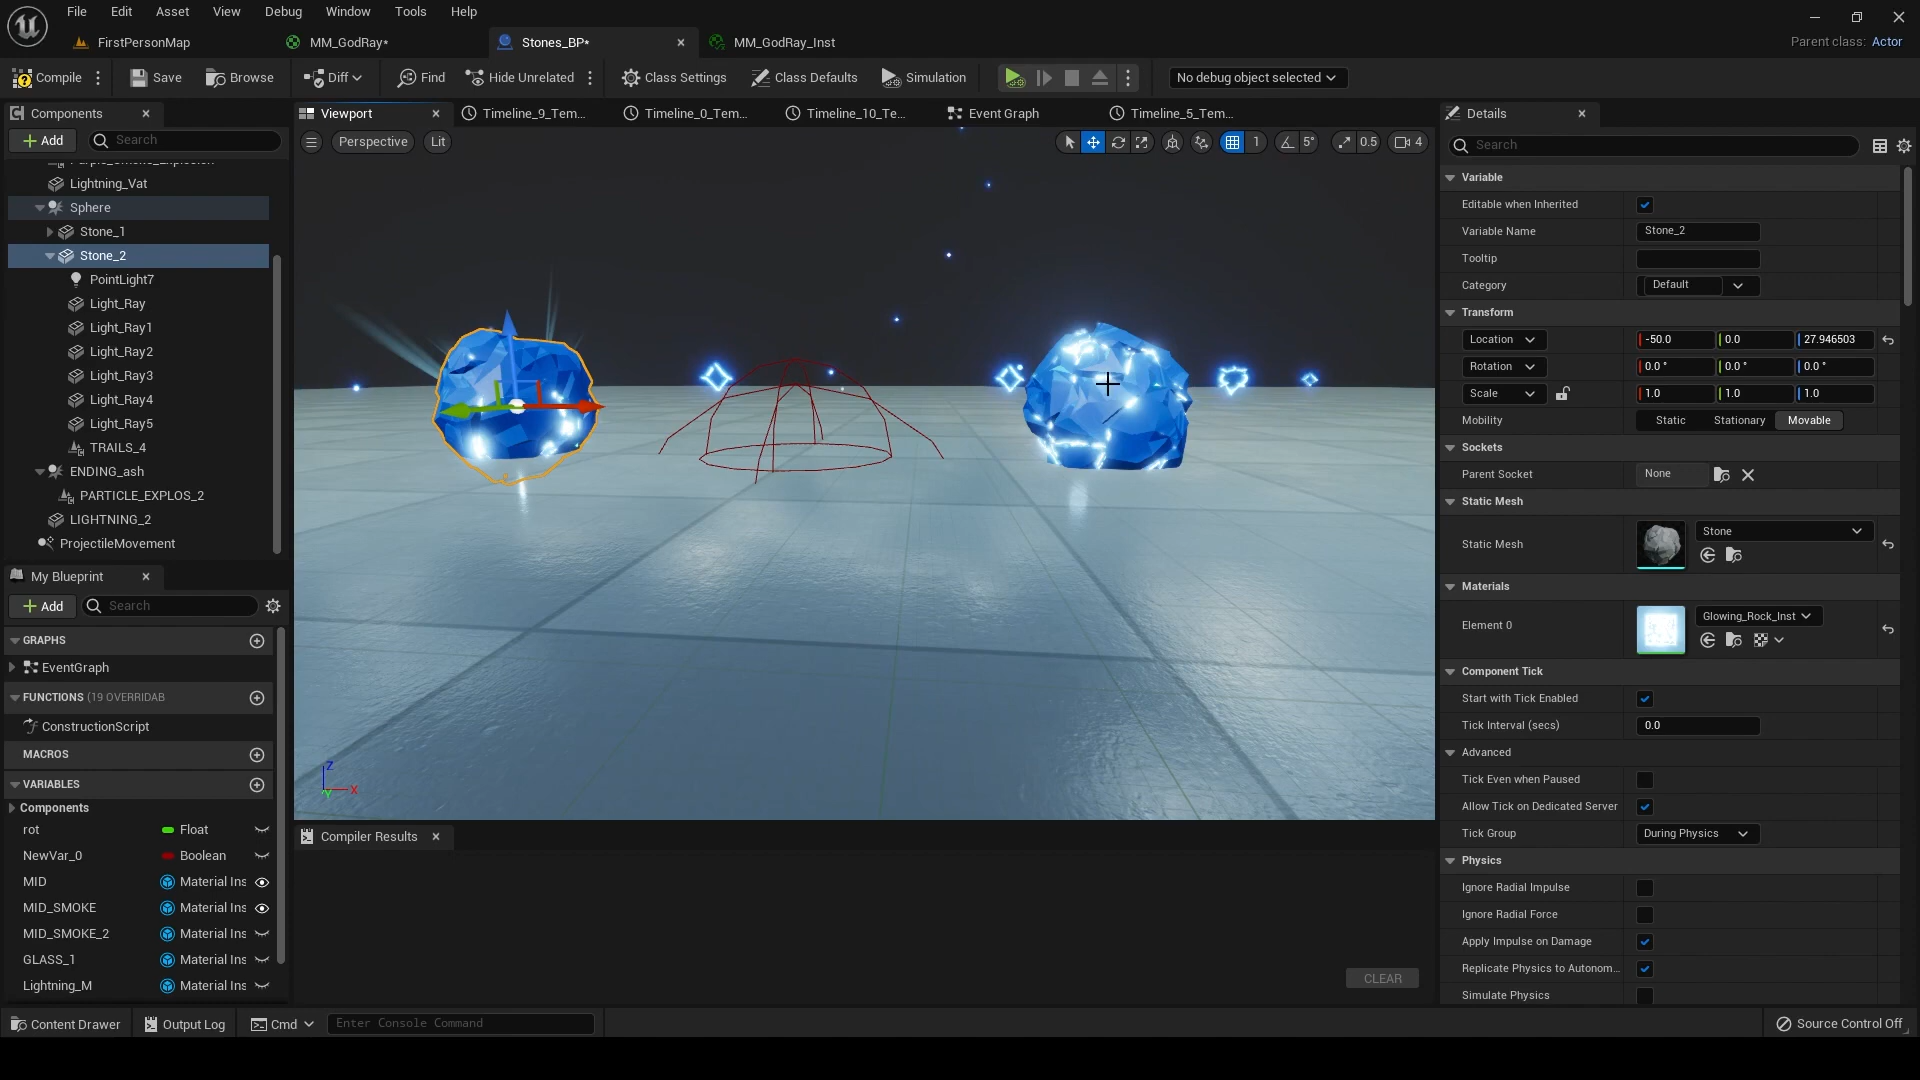 File Edit Asset View Debug Window Tools Help
FirstPersonMap MM_GodRay* Stones_BP* MM_GodRay_Inst
Parent class: Actor
Compile Save Browse Diff Find Hide Unrelated Class Settings Class Defaults Simulation No debug object selected
Components
Add Search
Lightning_Vat
Sphere
Stone_1
Stone_2
PointLight7
Light_Ray
Light_Ray1
Light_Ray2
Light_Ray3
Light_Ray4
Light_Ray5
TRAILS_4
ENDING_ash
PARTICLE_EXPLOS_2
LIGHTNING_2
ProjectileMovement
My Blueprint
Add Search
GRAPHS
EventGraph
FUNCTIONS (19 OVERRIDAB
ConstructionScript
MACROS
VARIABLES
Components
rot Float
NewVar_0 Boolean
MID Material Ins
MID_SMOKE Material Ins
MID_SMOKE_2 Material Ins
GLASS_1 Material Ins
Lightning_M Material Ins
Viewport Timeline_9_Tem... Timeline_0_Tem... Timeline_10_Te... Event Graph Timeline_5_Tem...
Perspective Lit 1 5° 0.5 4
Z
Y X
Compiler Results
CLEAR
Details
Search
Variable
Editable when Inherited
Variable Name Stone_2
Tooltip
Category Default
Transform
Location -50.0 0.0 27.946503
Rotation 0.0 ° 0.0 ° 0.0 °
Scale 1.0 1.0 1.0
Mobility Static Stationary Movable
Sockets
Parent Socket None
Static Mesh
Static Mesh Stone
Materials
Element 0 Glowing_Rock_Inst
Component Tick
Start with Tick Enabled
Tick Interval (secs) 0.0
Advanced
Tick Even when Paused
Allow Tick on Dedicated Server
Tick Group During Physics
Physics
Ignore Radial Impulse
Ignore Radial Force
Apply Impulse on Damage
Replicate Physics to Autonom...
Simulate Physics
Content Drawer Output Log Cmd Enter Console Command Source Control Off